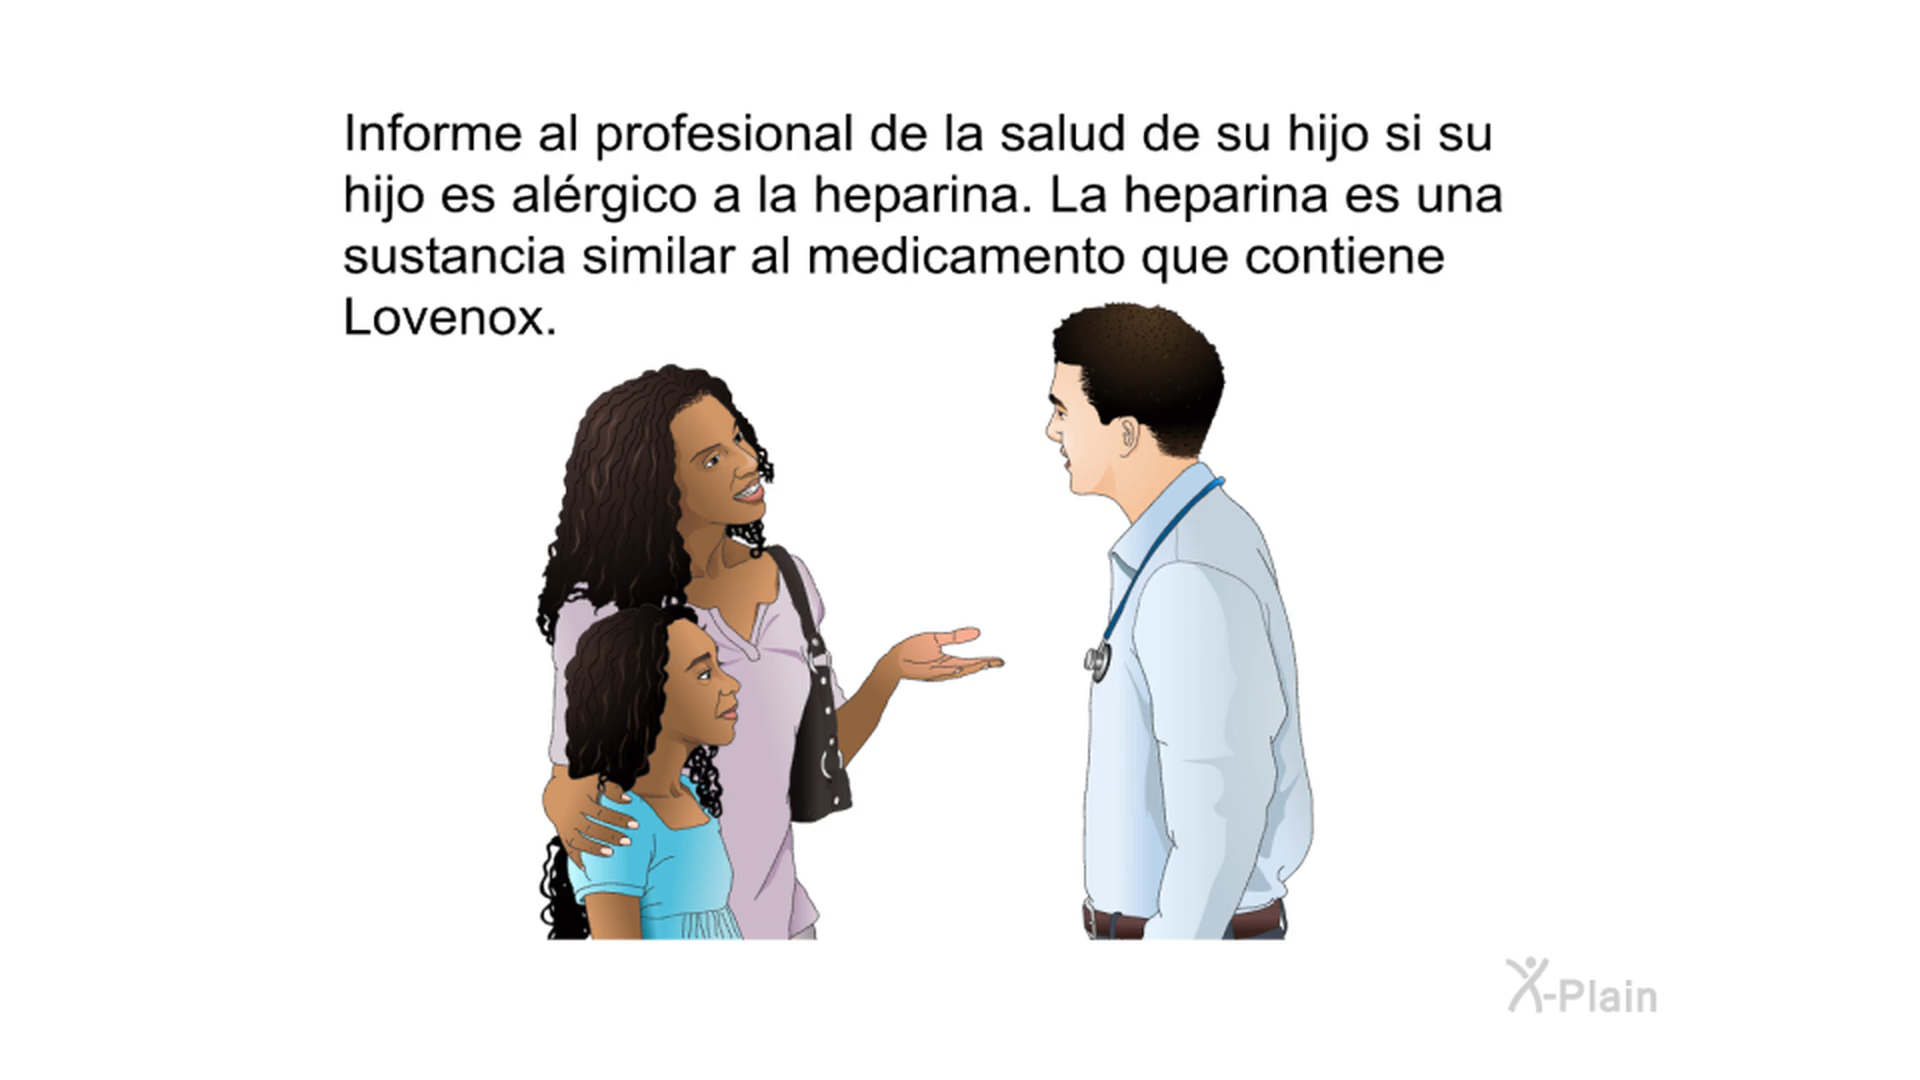 Informe al profesional de la salud de su hijo si su
hijo es alérgico a la heparina. La heparina es una
sustancia similar al medicamento que contiene
Lovenox.
X-Plain